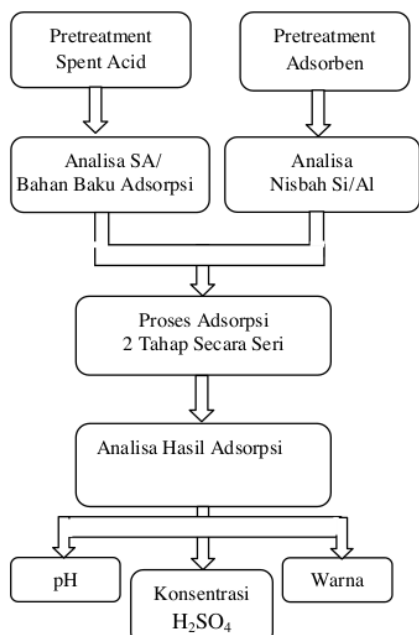 Pretreatment
Spent Acid
Pretreatment
Adsorben
Analisa SA/
Bahan Baku Adsorpsi
Analisa
Nisbah Si/Al
Proses Adsorpsi
2 Tahap Secara Seri
Analisa Hasil Adsorpsi
pH
Konsentrasi
H₂SO₄
Warna